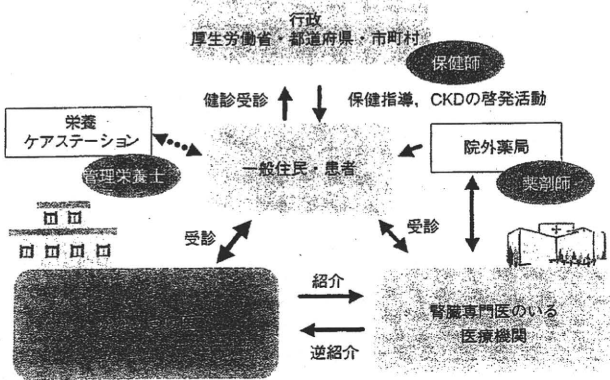 行政
厚生労働省・都道府県・市町村
保健師
健診受診
保健指導，CKDの啓発活動
栄養
ケアステーション
管理栄養士
一般住民・患者
院外薬局
薬剤師
受診
受診
紹介
逆紹介
腎臓専門医のいる
医療機関